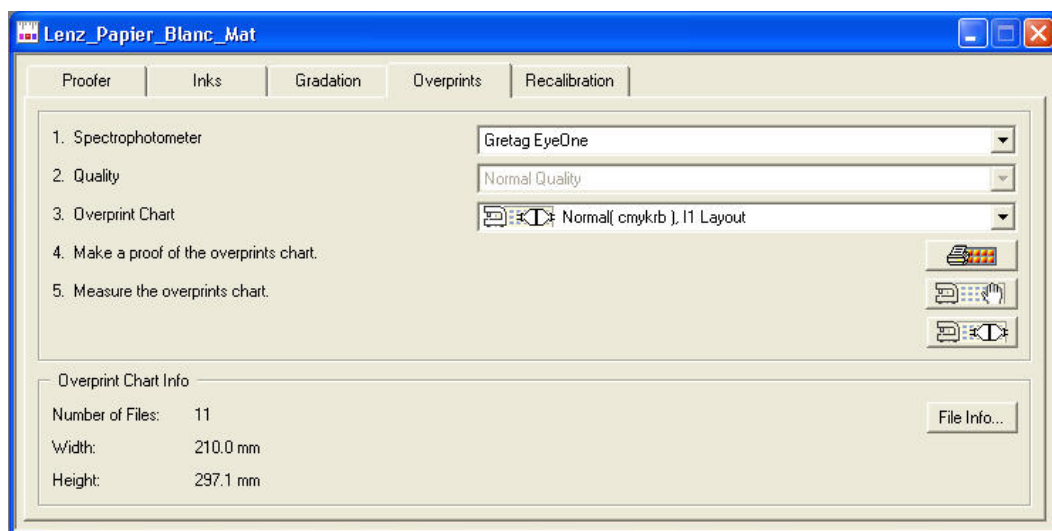 Lenz_Papier_Blanc_Mat
Proofer Inks Gradation Overprints Recalibration
1. Spectrophotometer Gretag EyeOne
2. Quality Normal Quality
3. Overprint Chart Normal( cmykrb ), I1 Layout
4. Make a proof of the overprints chart.
5. Measure the overprints chart.
Overprint Chart Info
Number of Files: 11 File Info...
Width: 210.0 mm
Height: 297.1 mm